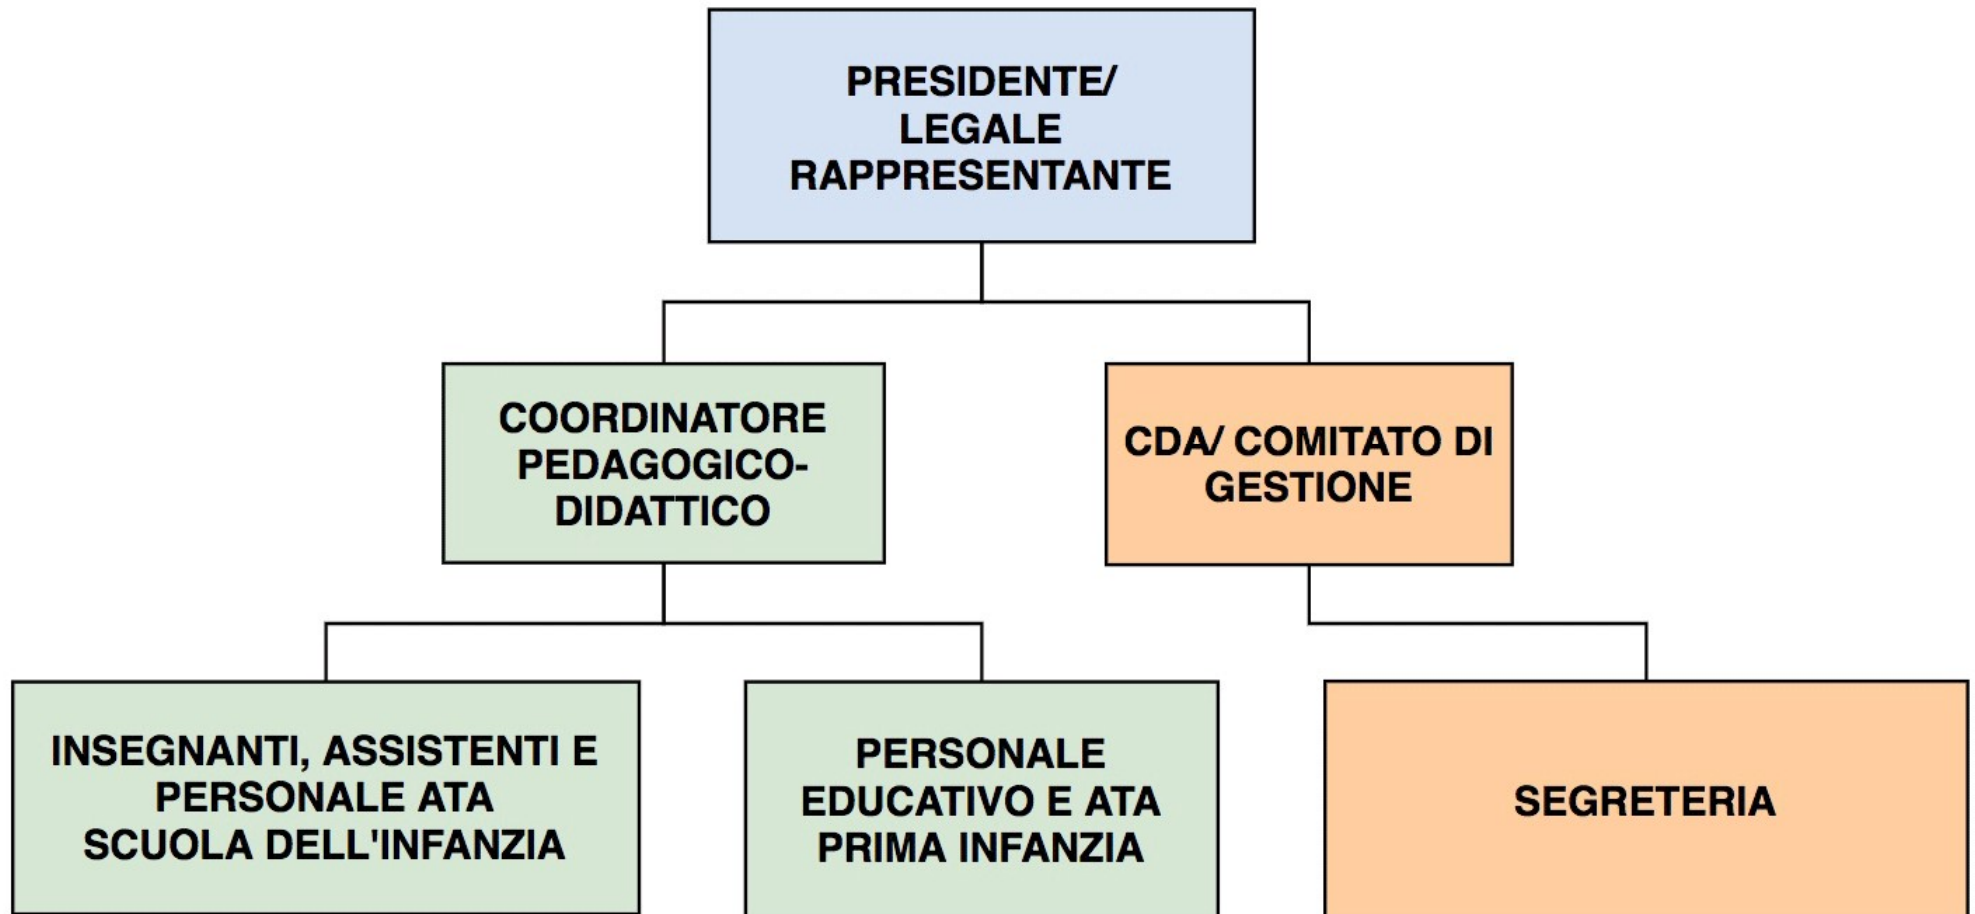 PRESIDENTE/
LEGALE
RAPPRESENTANTE
COORDINATORE
PEDAGOGICO-
DIDATTICO
CDA/ COMITATO DI
GESTIONE
INSEGNANTI, ASSISTENTI E
PERSONALE ATA
SCUOLA DELL'INFANZIA
PERSONALE
EDUCATIVO E ATA
PRIMA INFANZIA
SEGRETERIA